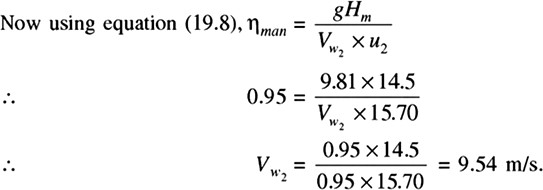 Now using equation (19.8), η_man = gH_m / (V_w₂ × u₂)
∴ 0.95 = (9.81 × 14.5) / (V_w₂ × 15.70)
∴ V_w₂ = (0.95 × 14.5) / (0.95 × 15.70) = 9.54 m/s.